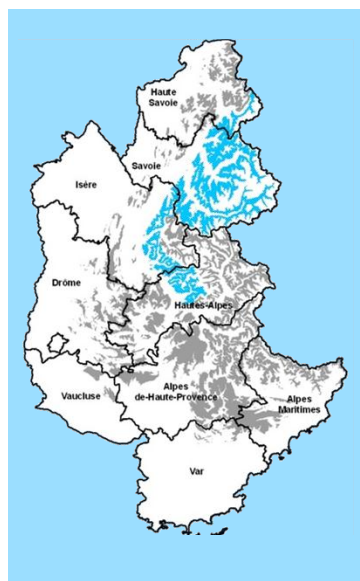 Haute
Savoie
Savoie
Isère
Drôme
Hautes-Alpes
Vaucluse
Alpes
de-Haute-Provence
Alpes
Maritimes
Var